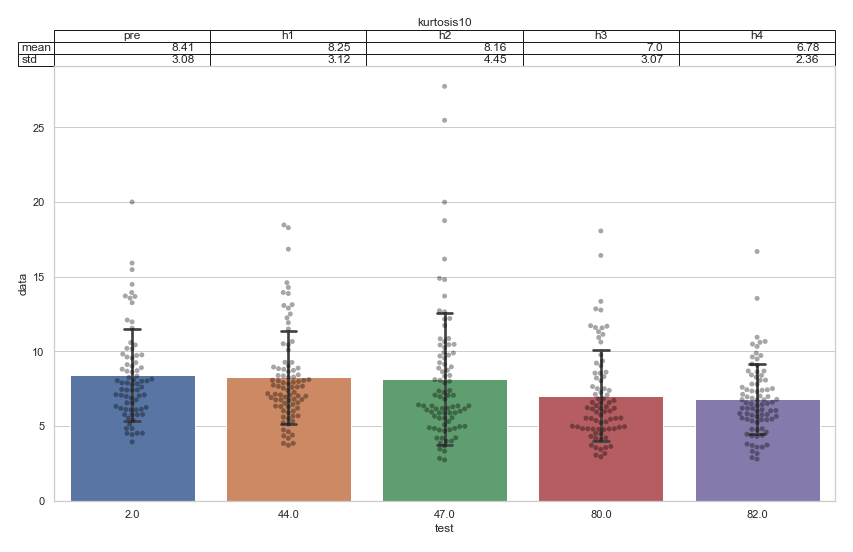 kurtosis10
pre h1 h2 h3 h4
mean 8.41 8.25 8.16 7.0 6.78
std 3.08 3.12 4.45 3.07 2.36
25
20
15
10
5
0
data
2.0 44.0 47.0 80.0 82.0
test